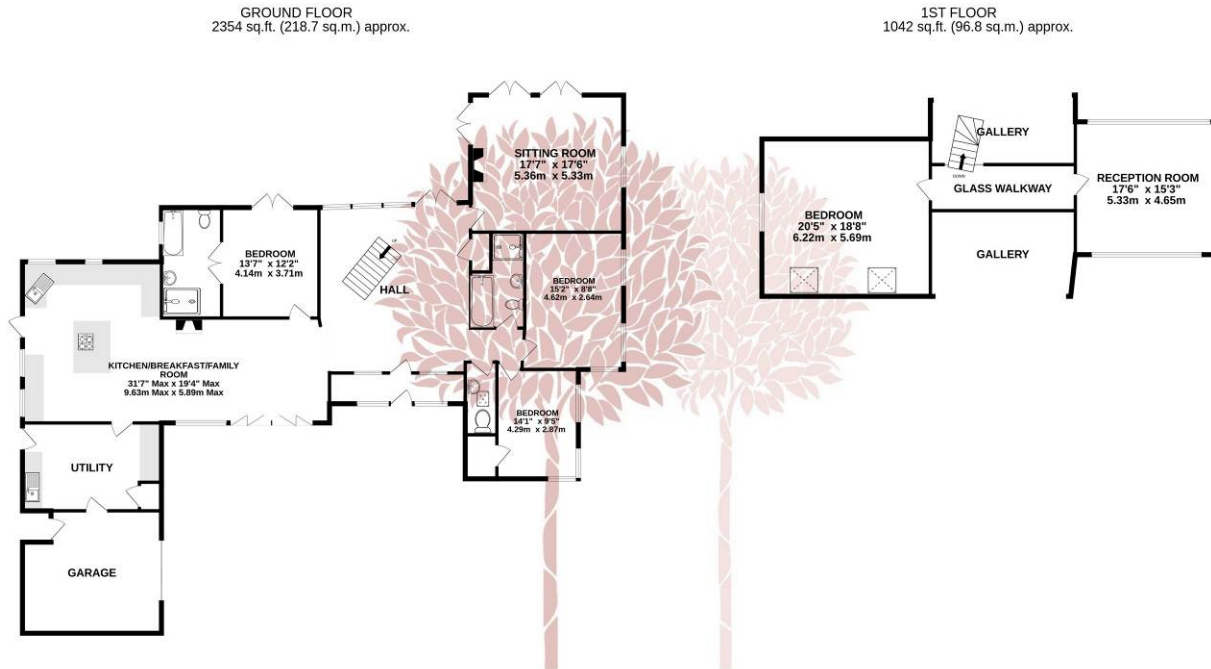 GROUND FLOOR
2354 sq.ft. (218.7 sq.m.) approx.
1ST FLOOR
1042 sq.ft. (96.8 sq.m.) approx.
SITTING ROOM
17'7" x 17'6"
5.36m x 5.33m
BEDROOM
13'7" x 12'2"
4.14m x 3.71m
UP
HALL
BEDROOM
15'2" x 8'8"
4.62m x 2.64m
KITCHEN/BREAKFAST/FAMILY
ROOM
31'7" Max x 19'4" Max
9.63m Max x 5.89m Max
BEDROOM
14'1" x 9'5"
4.29m x 2.87m
UTILITY
GARAGE
GALLERY
DOWN
GLASS WALKWAY
RECEPTION ROOM
17'6" x 15'3"
5.33m x 4.65m
BEDROOM
20'5" x 18'8"
6.22m x 5.69m
GALLERY